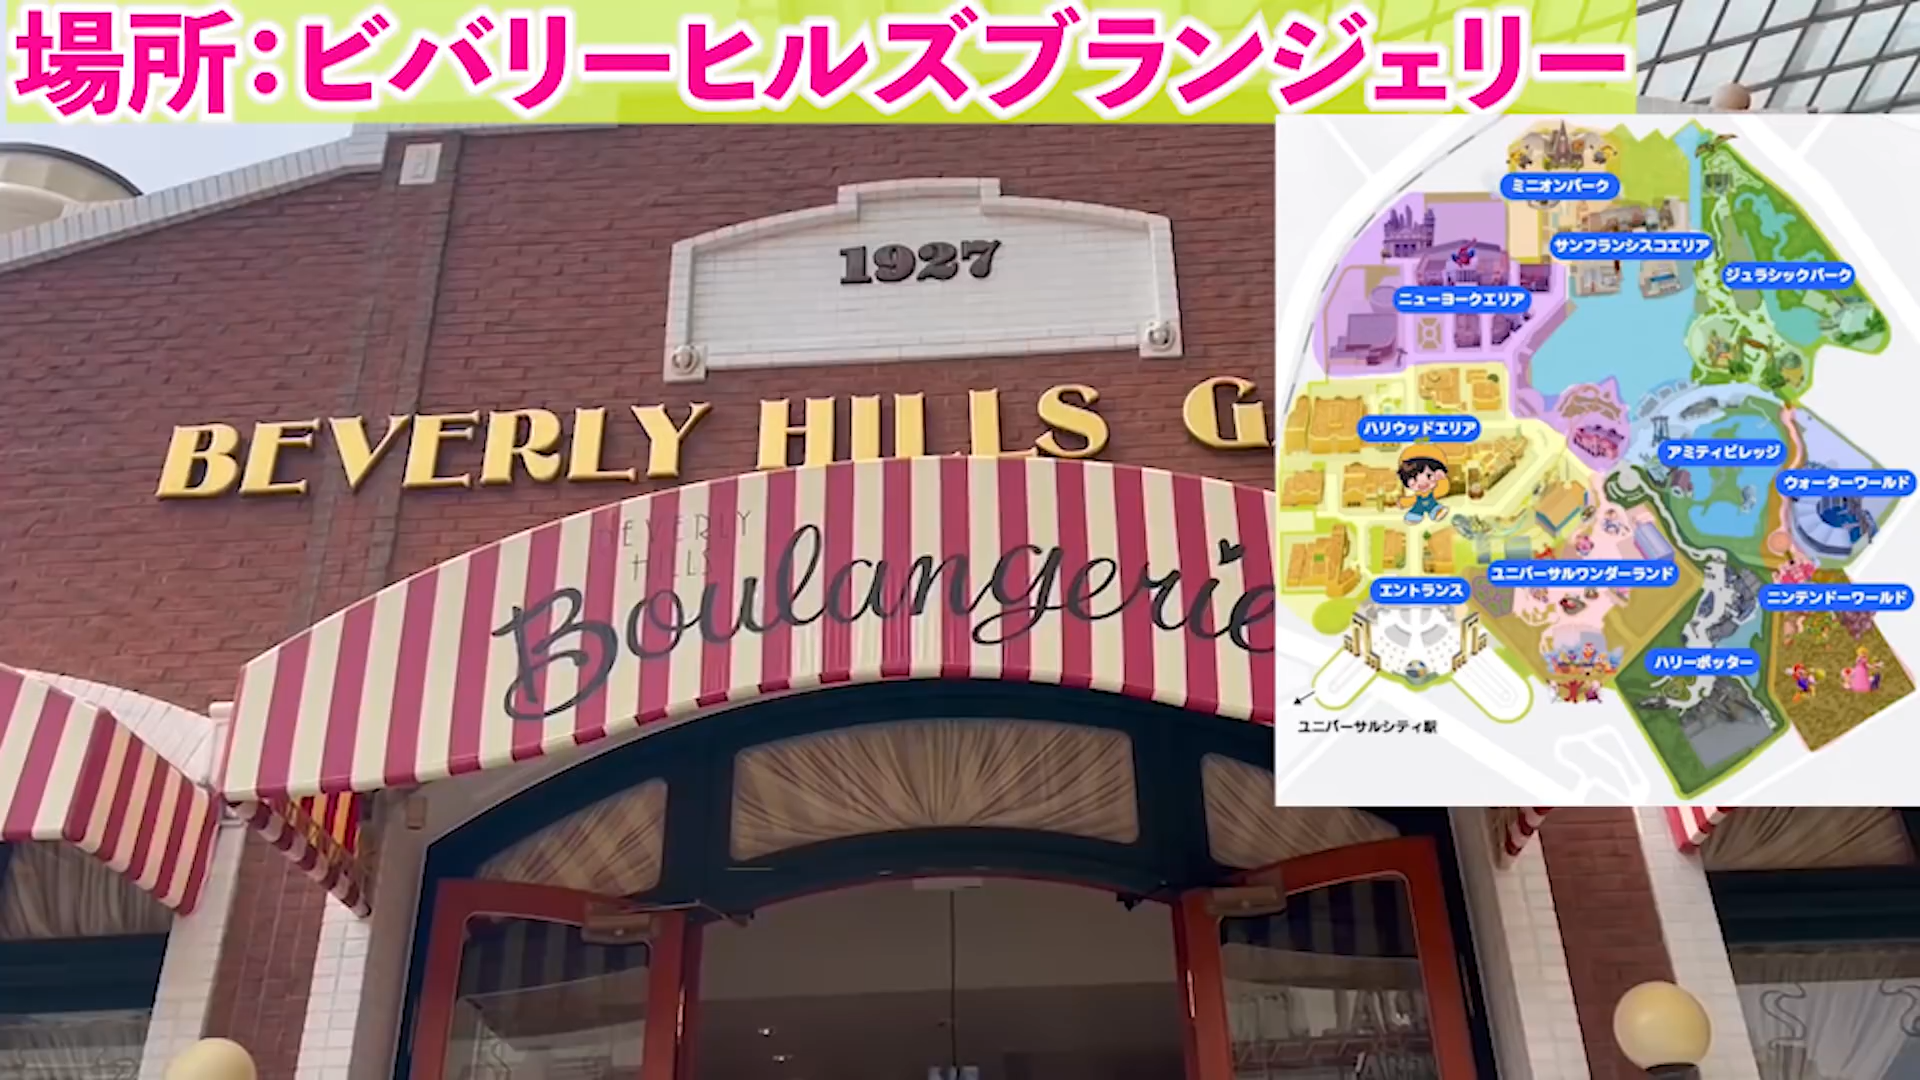 場所:ビバリーヒルズブランジェリー
1927
BEVERLY HILLS G
BEVERLY
HILLS
Boulangerie
ミニオンパーク
サンフランシスコエリア
ジュラシックパーク
ニューヨークエリア
ハリウッドエリア
アミティビレッジ
ウォーターワールド
ユニバーサルワンダーランド
エントランス
ニンテンドーワールド
ハリーポッター
ユニバーサルシティ駅